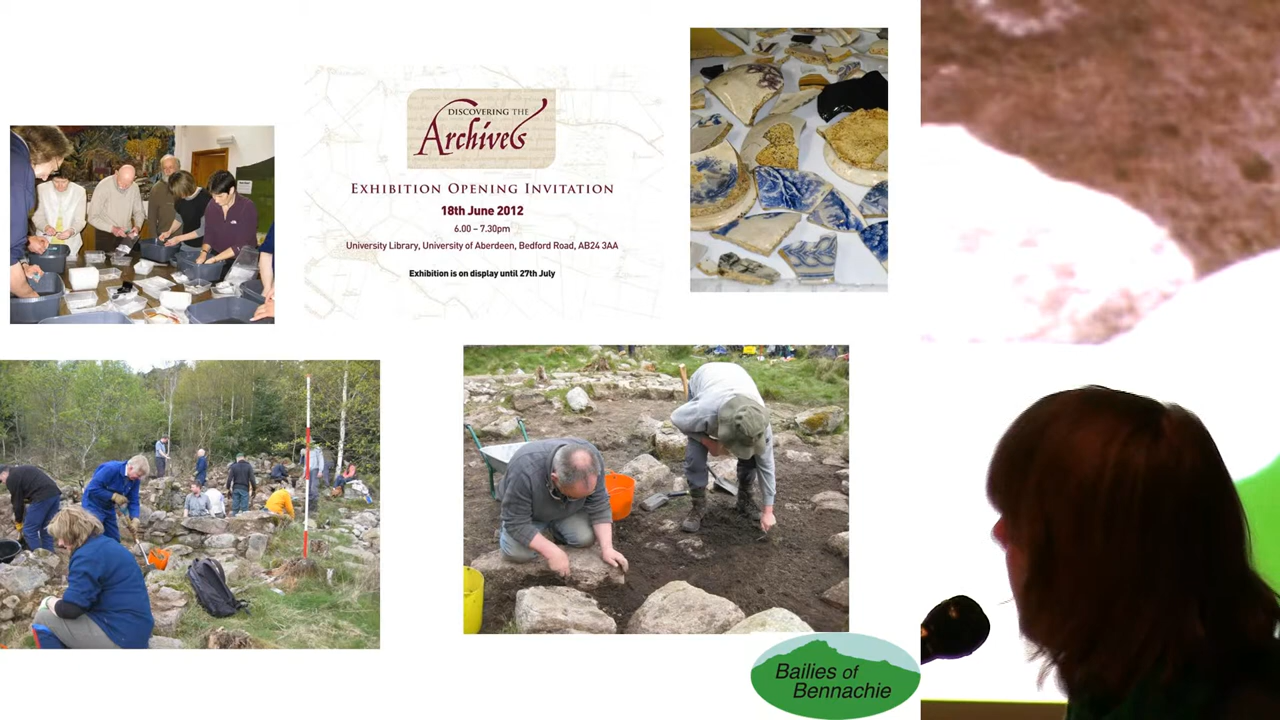 DISCOVERING THE
Archives
EXHIBITION OPENING INVITATION
18th June 2012
6.00 – 7.30pm
University Library, University of Aberdeen, Bedford Road, AB24 3AA
Exhibition is on display until 27th July
Bailies of
Bennachie